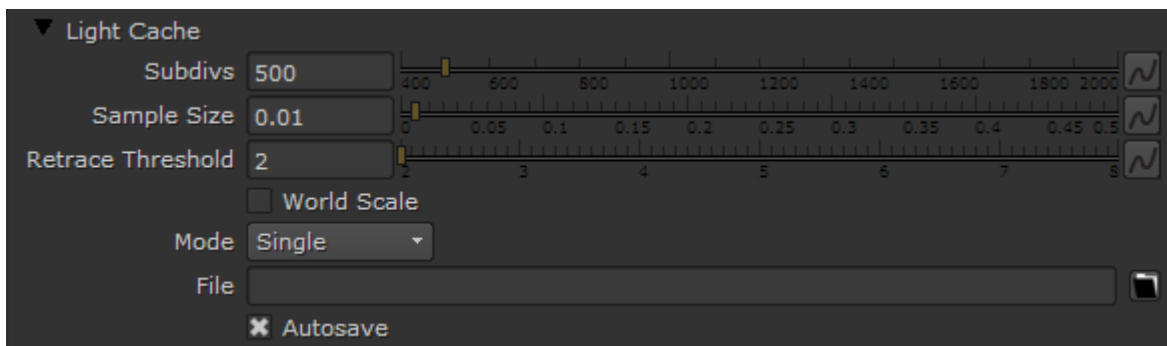 Light Cache
Subdivs 500
400 600 800 1000 1200 1400 1600 1800 2000
Sample Size 0.01
0 0.05 0.1 0.15 0.2 0.25 0.3 0.35 0.4 0.45 0.5
Retrace Threshold 2
2 3 4 5 6 7 8
World Scale
Mode Single
File
Autosave